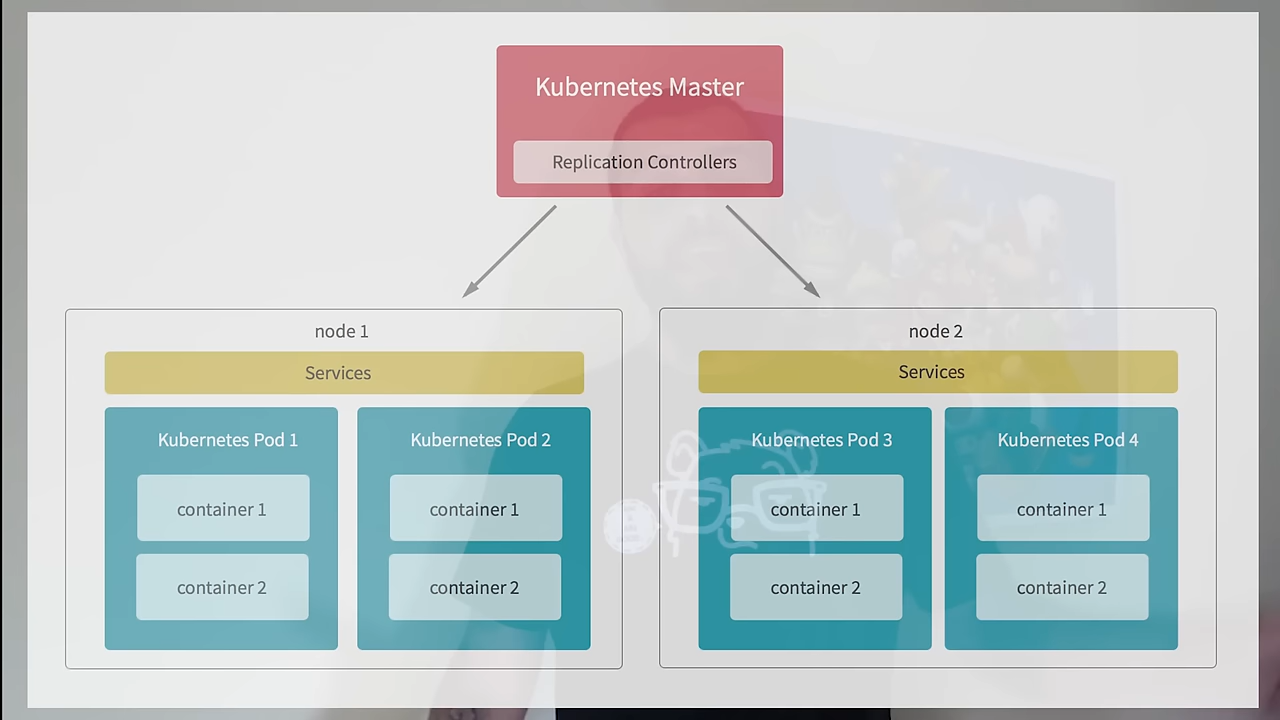 Kubernetes Master
Replication Controllers
node 1
Services
Kubernetes Pod 1
Kubernetes Pod 2
container 1
container 1
container 2
container 2
node 2
Services
Kubernetes Pod 3
Kubernetes Pod 4
container 1
container 1
container 2
container 2